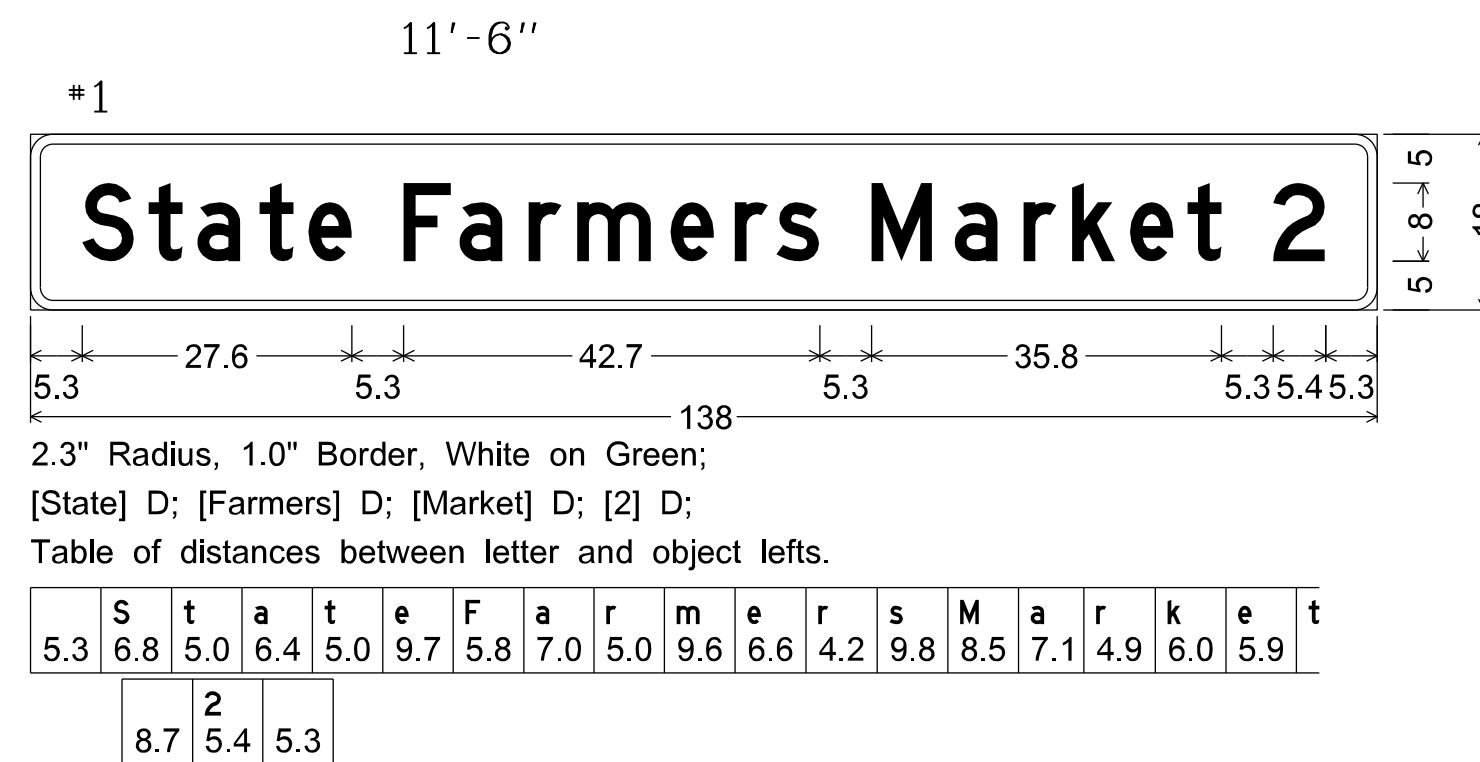 11'-6"
#1
State Farmers Market 2
5
8
5
27.6 42.7 35.8
5.3 5.3 5.3 5.3 5.4 5.3
138
2.3" Radius, 1.0" Border, White on Green;
[State] D; [Farmers] D; [Market] D; [2] D;
Table of distances between letter and object lefts.
S t a t e F a r m e r s M a r k e t
5.3 6.8 5.0 6.4 5.0 9.7 5.8 7.0 5.0 9.6 6.6 4.2 9.8 8.5 7.1 4.9 6.0 5.9
2
8.7 5.4 5.3